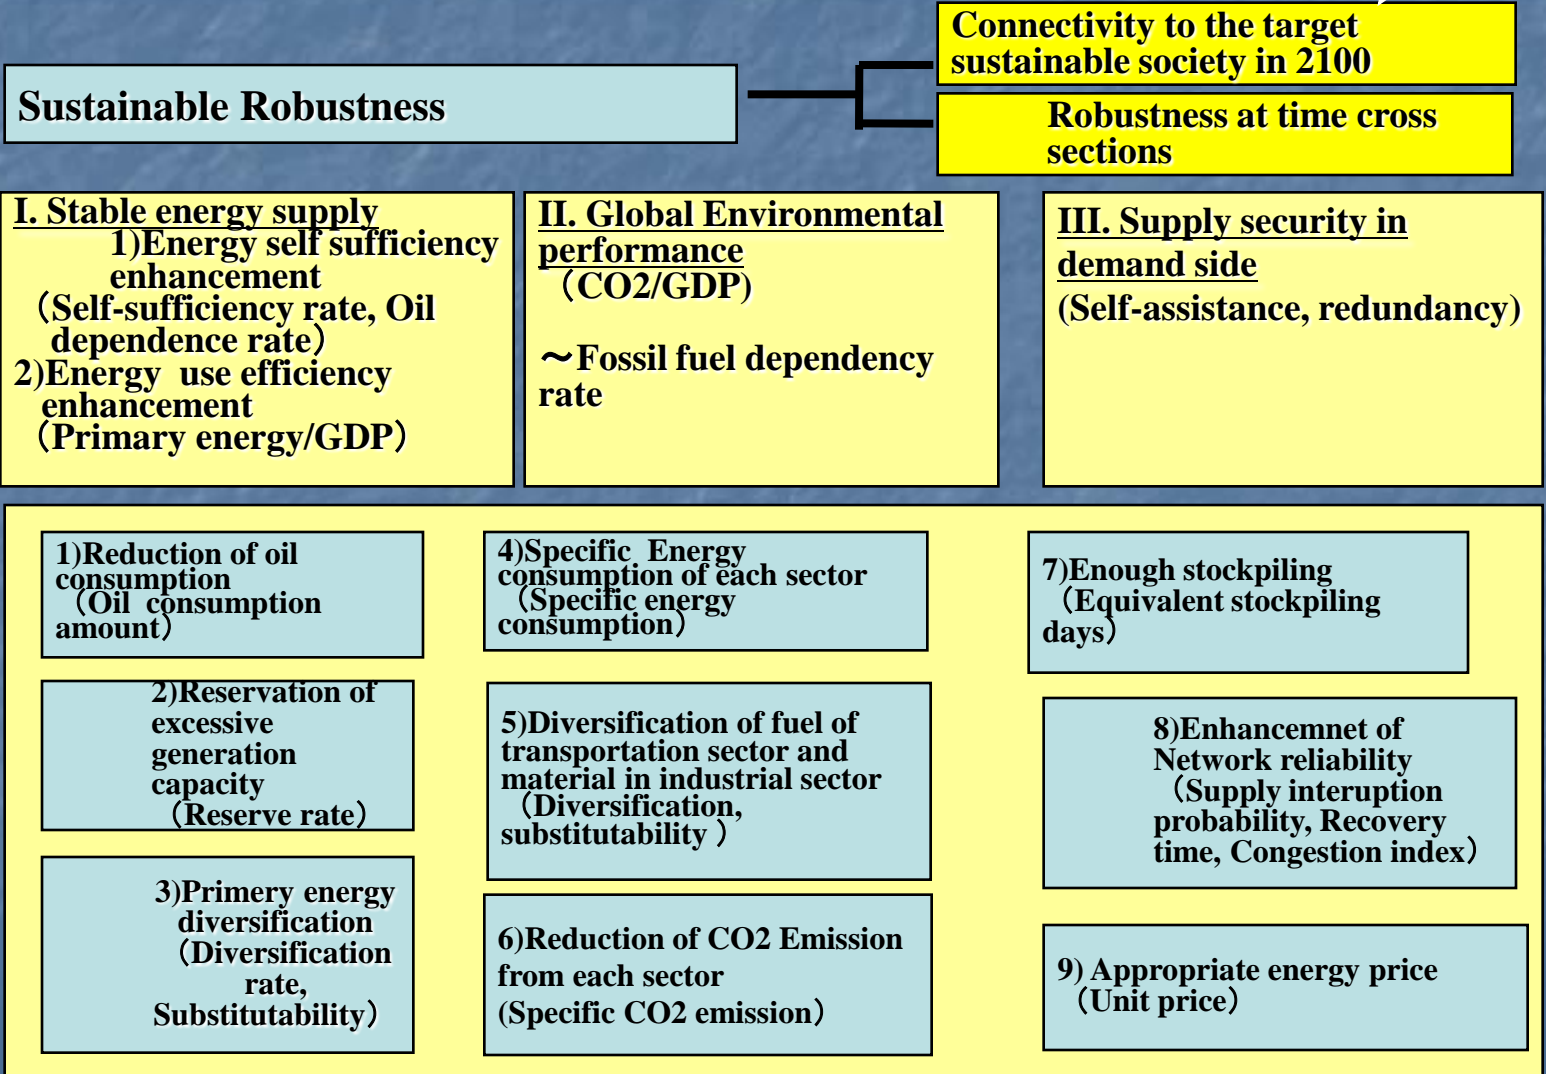 Connectivity to the target
sustainable society in 2100
Sustainable Robustness
Robustness at time cross
sections
I. Stable energy supply
1)Energy self sufficiency
enhancement
（Self-sufficiency rate, Oil
dependence rate）
2)Energy use efficiency
enhancement
（Primary energy/GDP）
II. Global Environmental
performance
（CO2/GDP)
～Fossil fuel dependency
rate
III. Supply security in
demand side
(Self-assistance, redundancy)
1)Reduction of oil
consumption
（Oil consumption
amount）
2)Reservation of
excessive
generation
capacity
（Reserve rate）
3)Primery energy
diversification
（Diversification
rate,
Substitutability）
4)Specific Energy
consumption of each sector
（Specific energy
consumption）
5)Diversification of fuel of
transportation sector and
material in industrial sector
（Diversification,
substitutability ）
6)Reduction of CO2 Emission
from each sector
(Specific CO2 emission）
7)Enough stockpiling
（Equivalent stockpiling
days）
8)Enhancemnet of
Network reliability
（Supply interuption
probability, Recovery
time, Congestion index）
9) Appropriate energy price
（Unit price）